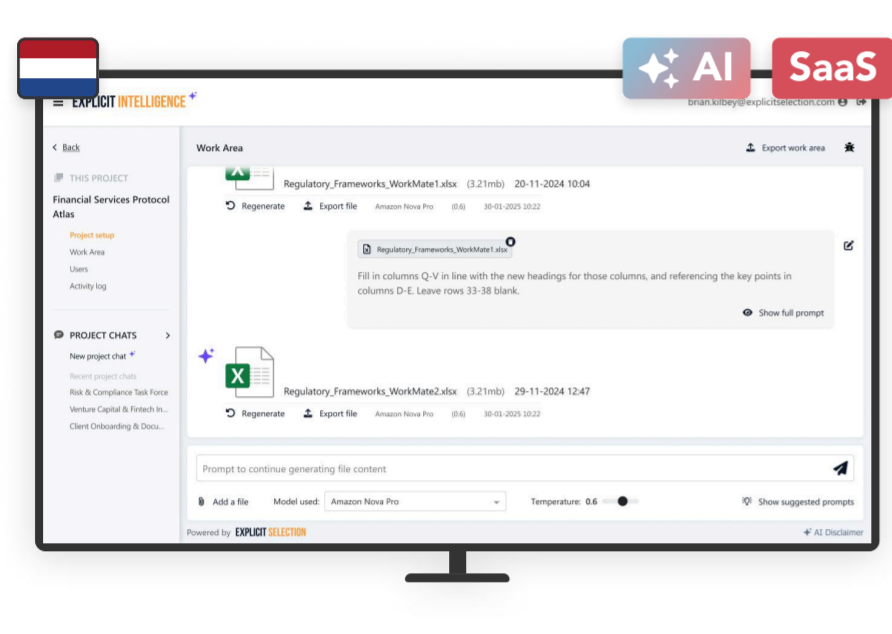 AI
SaaS
EXPLICIT INTELLIGENCE
brian.kilbey@explicitselection.com
Back
Work Area
Export work area
THIS PROJECT
Financial Services Protocol
Atlas
Project setup
Work Area
Users
Activity log
PROJECT CHATS
New project chat
Recent project chats
Risk & Compliance Task Force
Venture Capital & Fintech In...
Client Onboarding & Docu...
Regulatory_Frameworks_WorkMate1.xlsx (3.21mb) 20-11-2024 10:04
Regenerate Export file Amazon Nova Pro (0.6) 30-01-2025 10:22
Regulatory_Frameworks_WorkMate1.xlsx
Fill in columns Q-V in line with the new headings for those columns, and referencing the key points in
columns D-E. Leave rows 33-38 blank.
Show full prompt
X
Regulatory_Frameworks_WorkMate2.xlsx (3.21mb) 29-11-2024 12:47
Regenerate Export file Amazon Nova Pro (0.6) 30-01-2025 10:22
Prompt to continue generating file content
Add a file Model used: Amazon Nova Pro Temperature: 0.6 Show suggested prompts
Powered by EXPLICIT SELECTION
AI Disclaimer